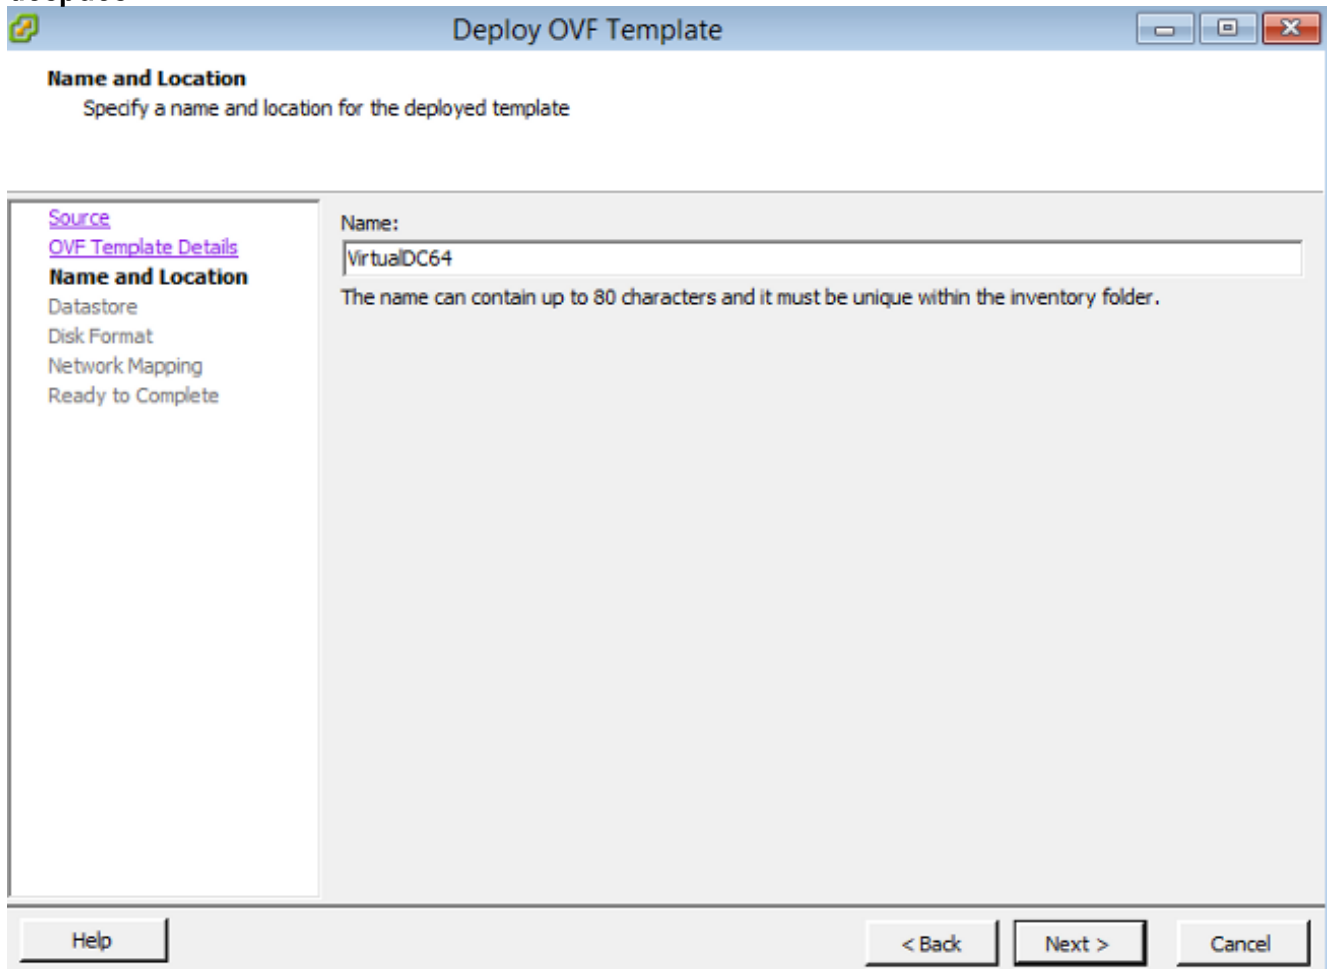 Deploy OVF Template
Name and Location
Specify a name and location for the deployed template
Source
OVF Template Details
Name and Location
Datastore
Disk Format
Network Mapping
Ready to Complete
Name:
VirtualDC64
The name can contain up to 80 characters and it must be unique within the inventory folder.
Help
< Back
Next >
Cancel